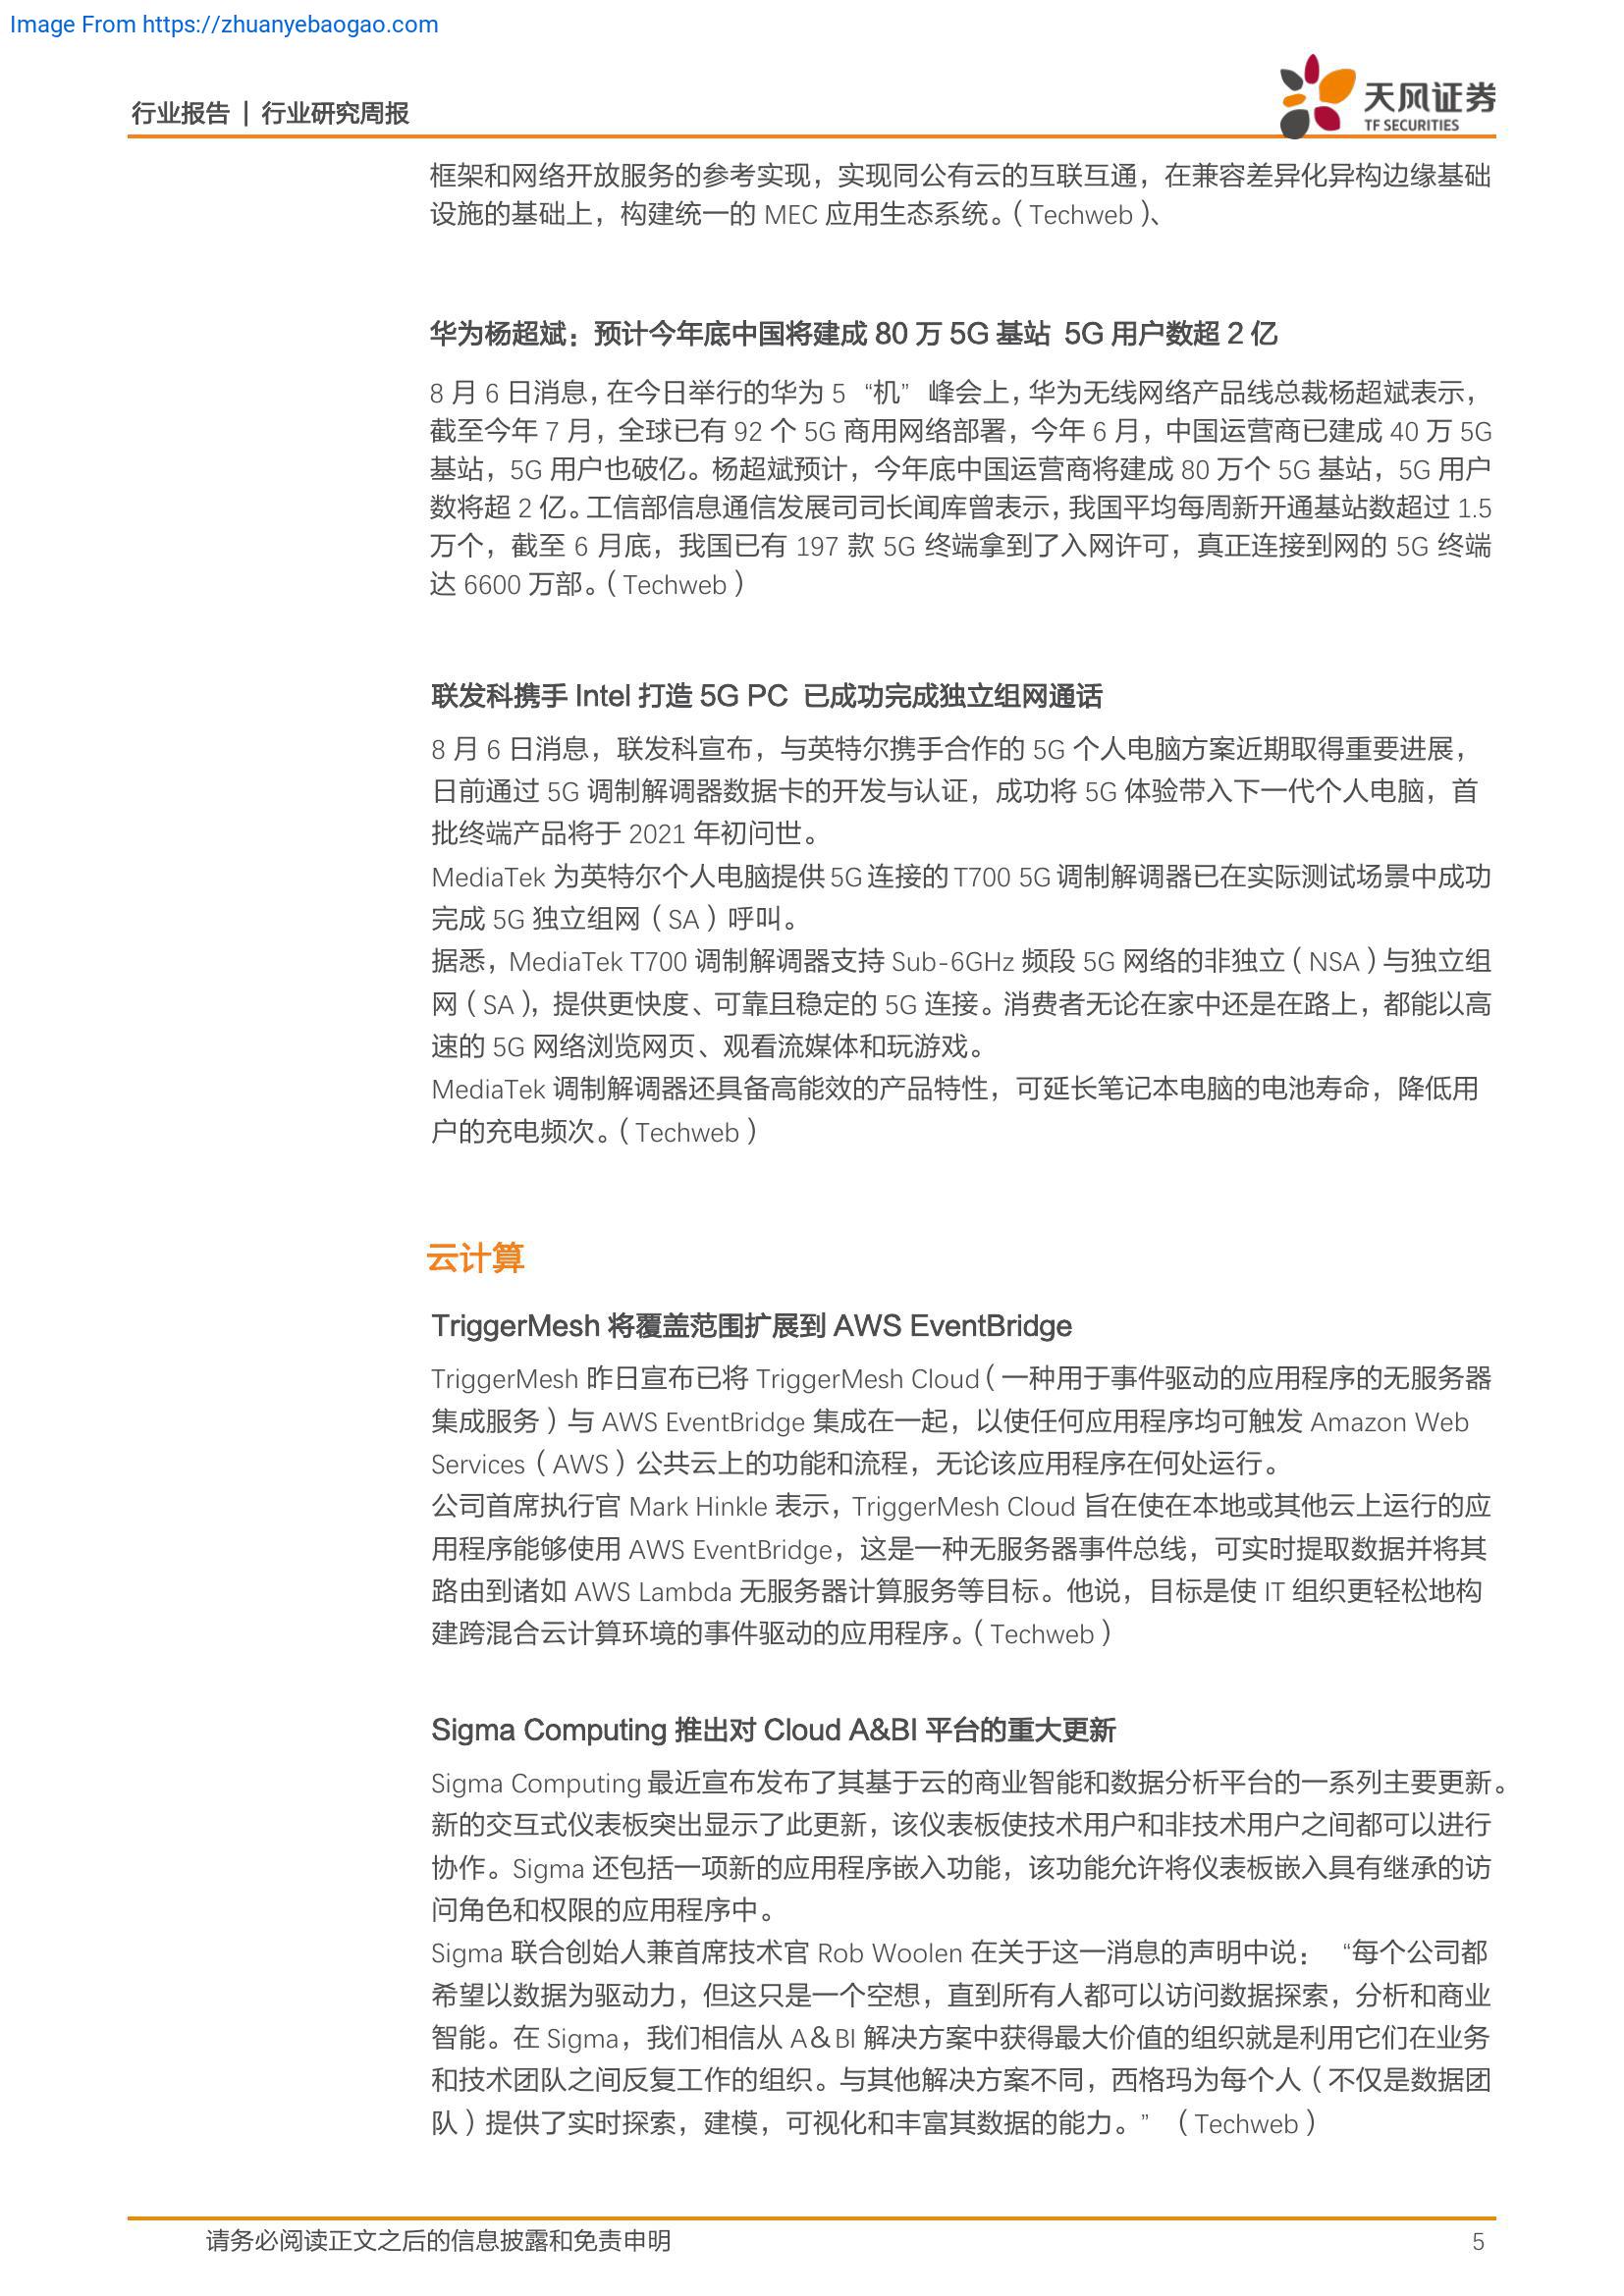 Image From https://zhuanyebaogao.com
行业报告 | 行业研究周报
天风证券
TF SECURITIES
框架和网络开放服务的参考实现，实现同公有云的互联互通，在兼容差异化异构边缘基础
设施的基础上，构建统一的 MEC 应用生态系统。（Techweb）、
华为杨超斌：预计今年底中国将建成 80 万 5G 基站 5G 用户数超 2 亿
8 月 6 日消息，在今日举行的华为 5 “机” 峰会上，华为无线网络产品线总裁杨超斌表示，
截至今年 7 月，全球已有 92 个 5G 商用网络部署，今年 6 月，中国运营商已建成 40 万 5G
基站，5G 用户也破亿。杨超斌预计，今年底中国运营商将建成 80 万个 5G 基站，5G 用户
数将超 2 亿。工信部信息通信发展司司长闻库曾表示，我国平均每周新开通基站数超过 1.5
万个，截至 6 月底，我国已有 197 款 5G 终端拿到了入网许可，真正连接到网的 5G 终端
达 6600 万部。（Techweb）
联发科携手 Intel 打造 5G PC 已成功完成独立组网通话
8 月 6 日消息，联发科宣布，与英特尔携手合作的 5G 个人电脑方案近期取得重要进展，
日前通过 5G 调制解调器数据卡的开发与认证，成功将 5G 体验带入下一代个人电脑，首
批终端产品将于 2021 年初问世。
MediaTek 为英特尔个人电脑提供 5G 连接的 T700 5G 调制解调器已在实际测试场景中成功
完成 5G 独立组网（SA）呼叫。
据悉，MediaTek T700 调制解调器支持 Sub-6GHz 频段 5G 网络的非独立（NSA）与独立组
网（SA），提供更快度、可靠且稳定的 5G 连接。消费者无论在家中还是在路上，都能以高
速的 5G 网络浏览网页、观看流媒体和玩游戏。
MediaTek 调制解调器还具备高能效的产品特性，可延长笔记本电脑的电池寿命，降低用
户的充电频次。（Techweb）
云计算
TriggerMesh 将覆盖范围扩展到 AWS EventBridge
TriggerMesh 昨日宣布已将 TriggerMesh Cloud（一种用于事件驱动的应用程序的无服务器
集成服务）与 AWS EventBridge 集成在一起，以使任何应用程序均可触发 Amazon Web
Services（AWS）公共云上的功能和流程，无论该应用程序在何处运行。
公司首席执行官 Mark Hinkle 表示，TriggerMesh Cloud 旨在使在本地或其他云上运行的应
用程序能够使用 AWS EventBridge，这是一种无服务器事件总线，可实时提取数据并将其
路由到诸如 AWS Lambda 无服务器计算服务等目标。他说，目标是使 IT 组织更轻松地构
建跨混合云计算环境的事件驱动的应用程序。（Techweb）
Sigma Computing 推出对 Cloud A&BI 平台的重大更新
Sigma Computing 最近宣布发布了其基于云的商业智能和数据分析平台的一系列主要更新。
新的交互式仪表板突出显示了此更新，该仪表板使技术用户和非技术用户之间都可以进行
协作。Sigma 还包括一项新的应用程序嵌入功能，该功能允许将仪表板嵌入具有继承的访
问角色和权限的应用程序中。
Sigma 联合创始人兼首席技术官 Rob Woolen 在关于这一消息的声明中说： “每个公司都
希望以数据为驱动力，但这只是一个空想，直到所有人都可以访问数据探索，分析和商业
智能。在 Sigma，我们相信从 A＆BI 解决方案中获得最大价值的组织就是利用它们在业务
和技术团队之间反复工作的组织。与其他解决方案不同，西格玛为每个人（不仅是数据团
队）提供了实时探索，建模，可视化和丰富其数据的能力。” （Techweb）
请务必阅读正文之后的信息披露和免责申明
5